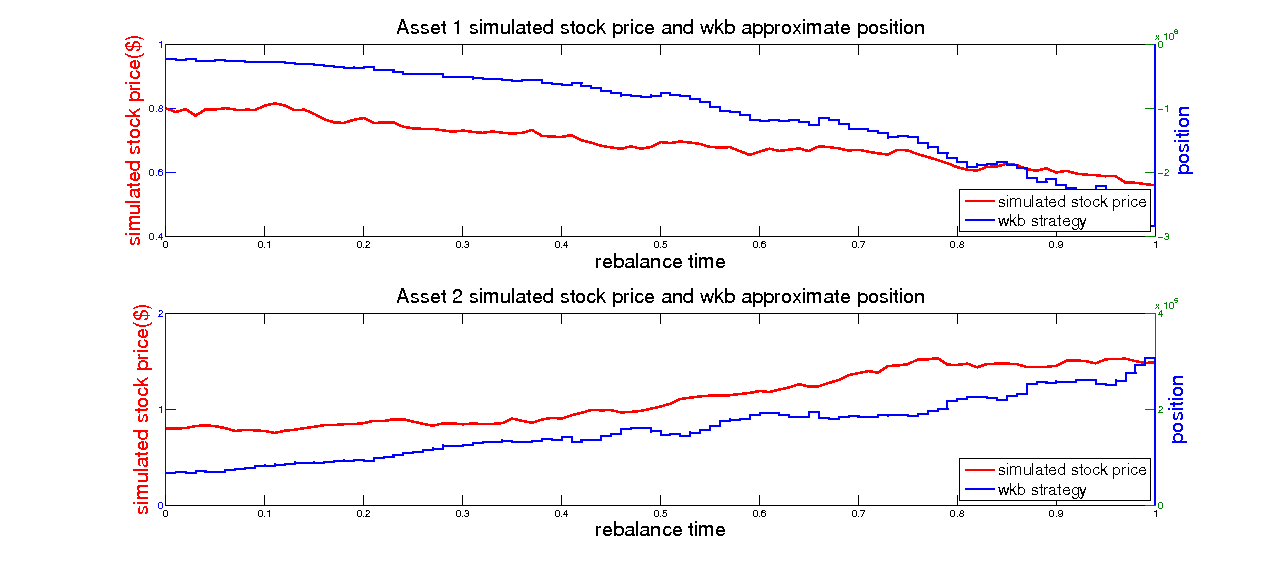 Asset 1 simulated stock price and wkb approximate position
simulated stock price($)
1
0.8
0.6
0.4
0 0.1 0.2 0.3 0.4 0.5 0.6 0.7 0.8 0.9 1
rebalance time
0
-1
-2
-3
position
simulated stock price
wkb strategy
Asset 2 simulated stock price and wkb approximate position
simulated stock price($)
2
1
0
0 0.1 0.2 0.3 0.4 0.5 0.6 0.7 0.8 0.9 1
rebalance time
4
2
0
position
simulated stock price
wkb strategy